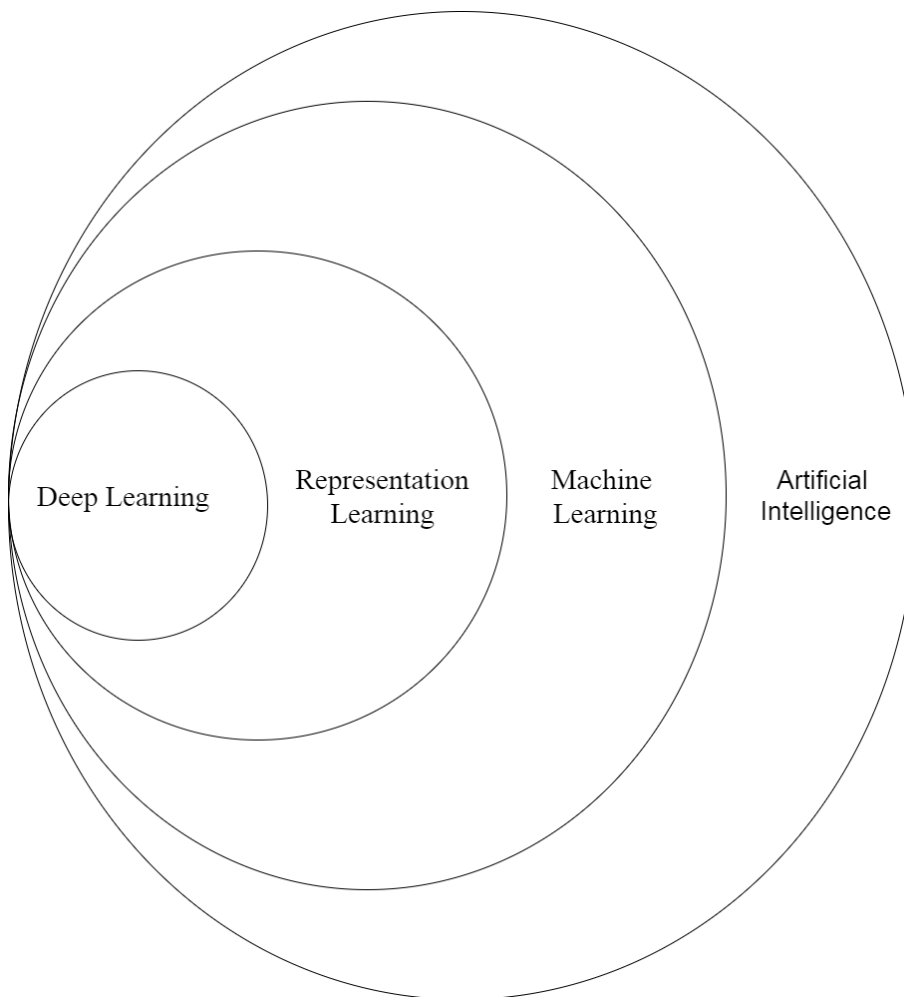 Deep Learning
Representation
Learning
Machine
Learning
Artificial
Intelligence